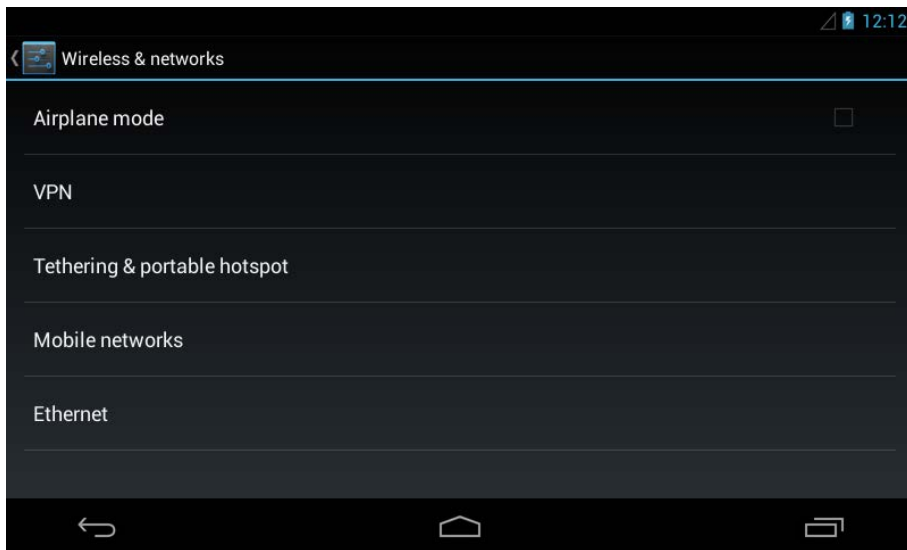 12:12
Wireless & networks
Airplane mode
VPN
Tethering & portable hotspot
Mobile networks
Ethernet